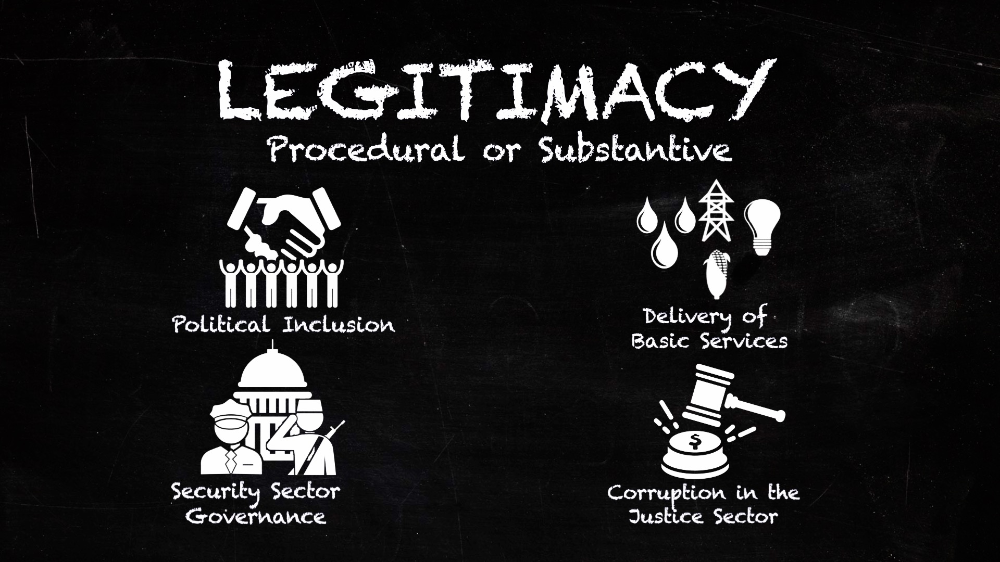 LEGITIMACY
Procedural or Substantive
Political Inclusion
Delivery of
Basic Services
Security Sector
Governance
$
Corruption in the
Justice Sector